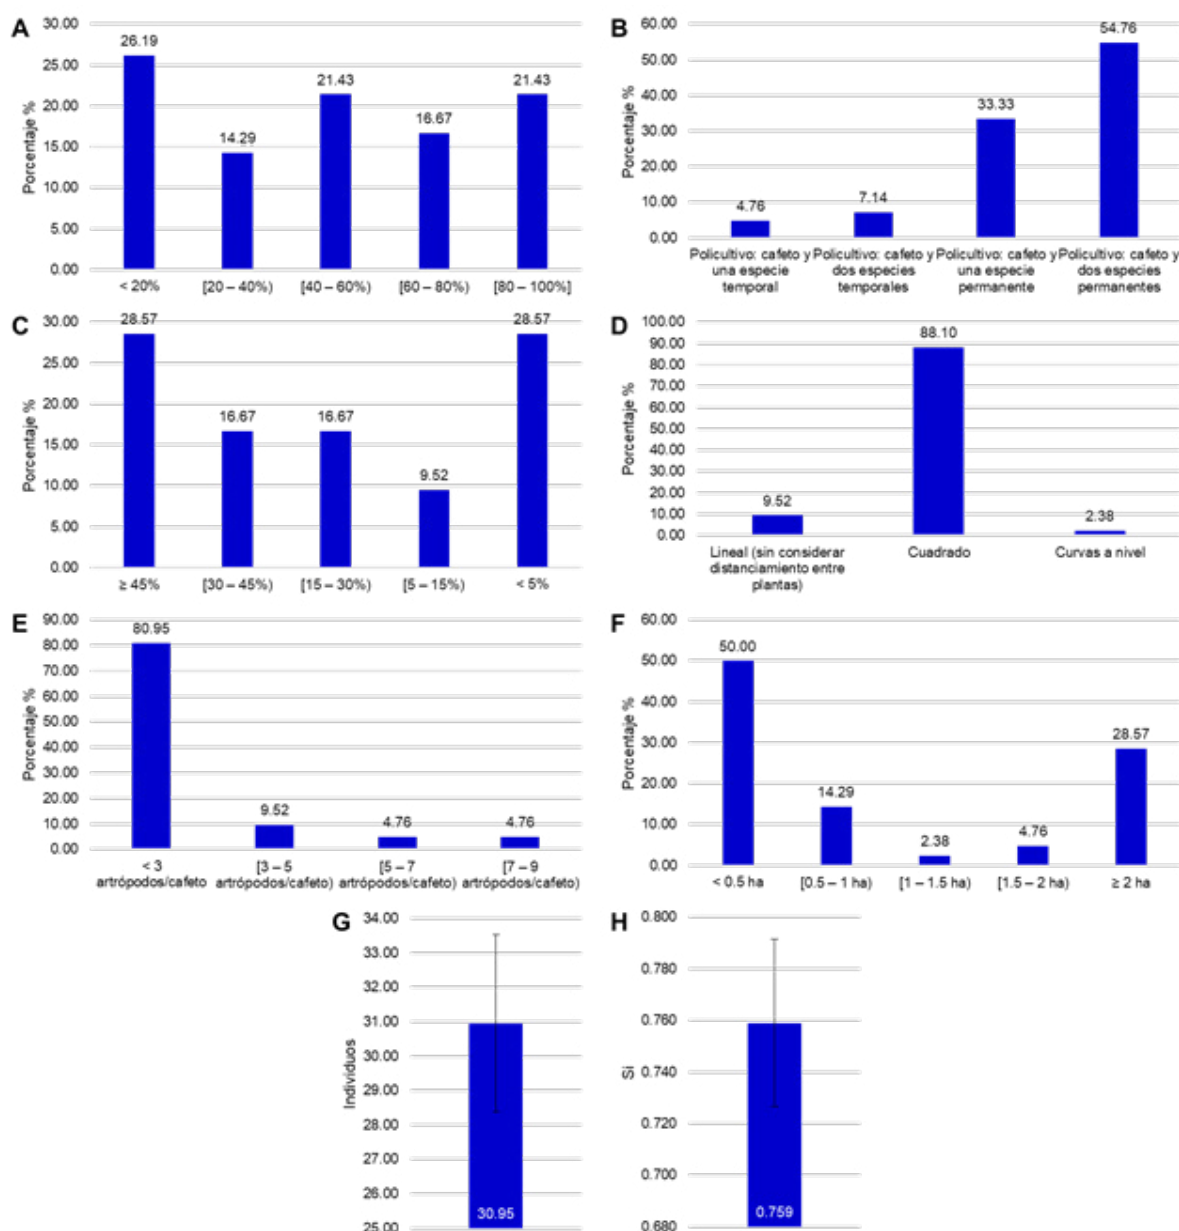 A
Porcentaje %
30.00
25.00
20.00
15.00
10.00
5.00
0.00
26.19
14.29
21.43
16.67
21.43
< 20%
[20 – 40%)
[40 – 60%)
[60 – 80%)
[80 – 100%]
B
Porcentaje %
60.00
50.00
40.00
30.00
20.00
10.00
0.00
4.76
7.14
33.33
54.76
Policultivo: cafeto y
una especie
temporal
Policultivo: cafeto y
dos especies
temporales
Policultivo: cafeto y
una especie
permanente
Policultivo: cafeto y
dos especies
permanentes
C
Porcentaje %
30.00
25.00
20.00
15.00
10.00
5.00
0.00
28.57
16.67
16.67
9.52
28.57
≥ 45%
[30 – 45%)
[15 – 30%)
[5 – 15%)
< 5%
D
Porcentaje %
100.00
90.00
80.00
70.00
60.00
50.00
40.00
30.00
20.00
10.00
0.00
9.52
88.10
2.38
Lineal (sin considerar
distanciamiento entre
plantas)
Cuadrado
Curvas a nivel
E
Porcentaje %
90.00
80.00
70.00
60.00
50.00
40.00
30.00
20.00
10.00
0.00
80.95
9.52
4.76
4.76
< 3
artrópodos/cafeto
[3 – 5
artrópodos/cafeto)
[5 – 7
artrópodos/cafeto)
[7 – 9
artrópodos/cafeto)
F
Porcentaje %
60.00
50.00
40.00
30.00
20.00
10.00
0.00
50.00
14.29
2.38
4.76
28.57
< 0.5 ha
[0.5 – 1 ha)
[1 – 1.5 ha)
[1.5 – 2 ha)
≥ 2 ha
G
Individuos
34.00
33.00
32.00
31.00
30.00
29.00
28.00
27.00
26.00
25.00
30.95
H
Si
0.800
0.780
0.760
0.740
0.720
0.700
0.680
0.759